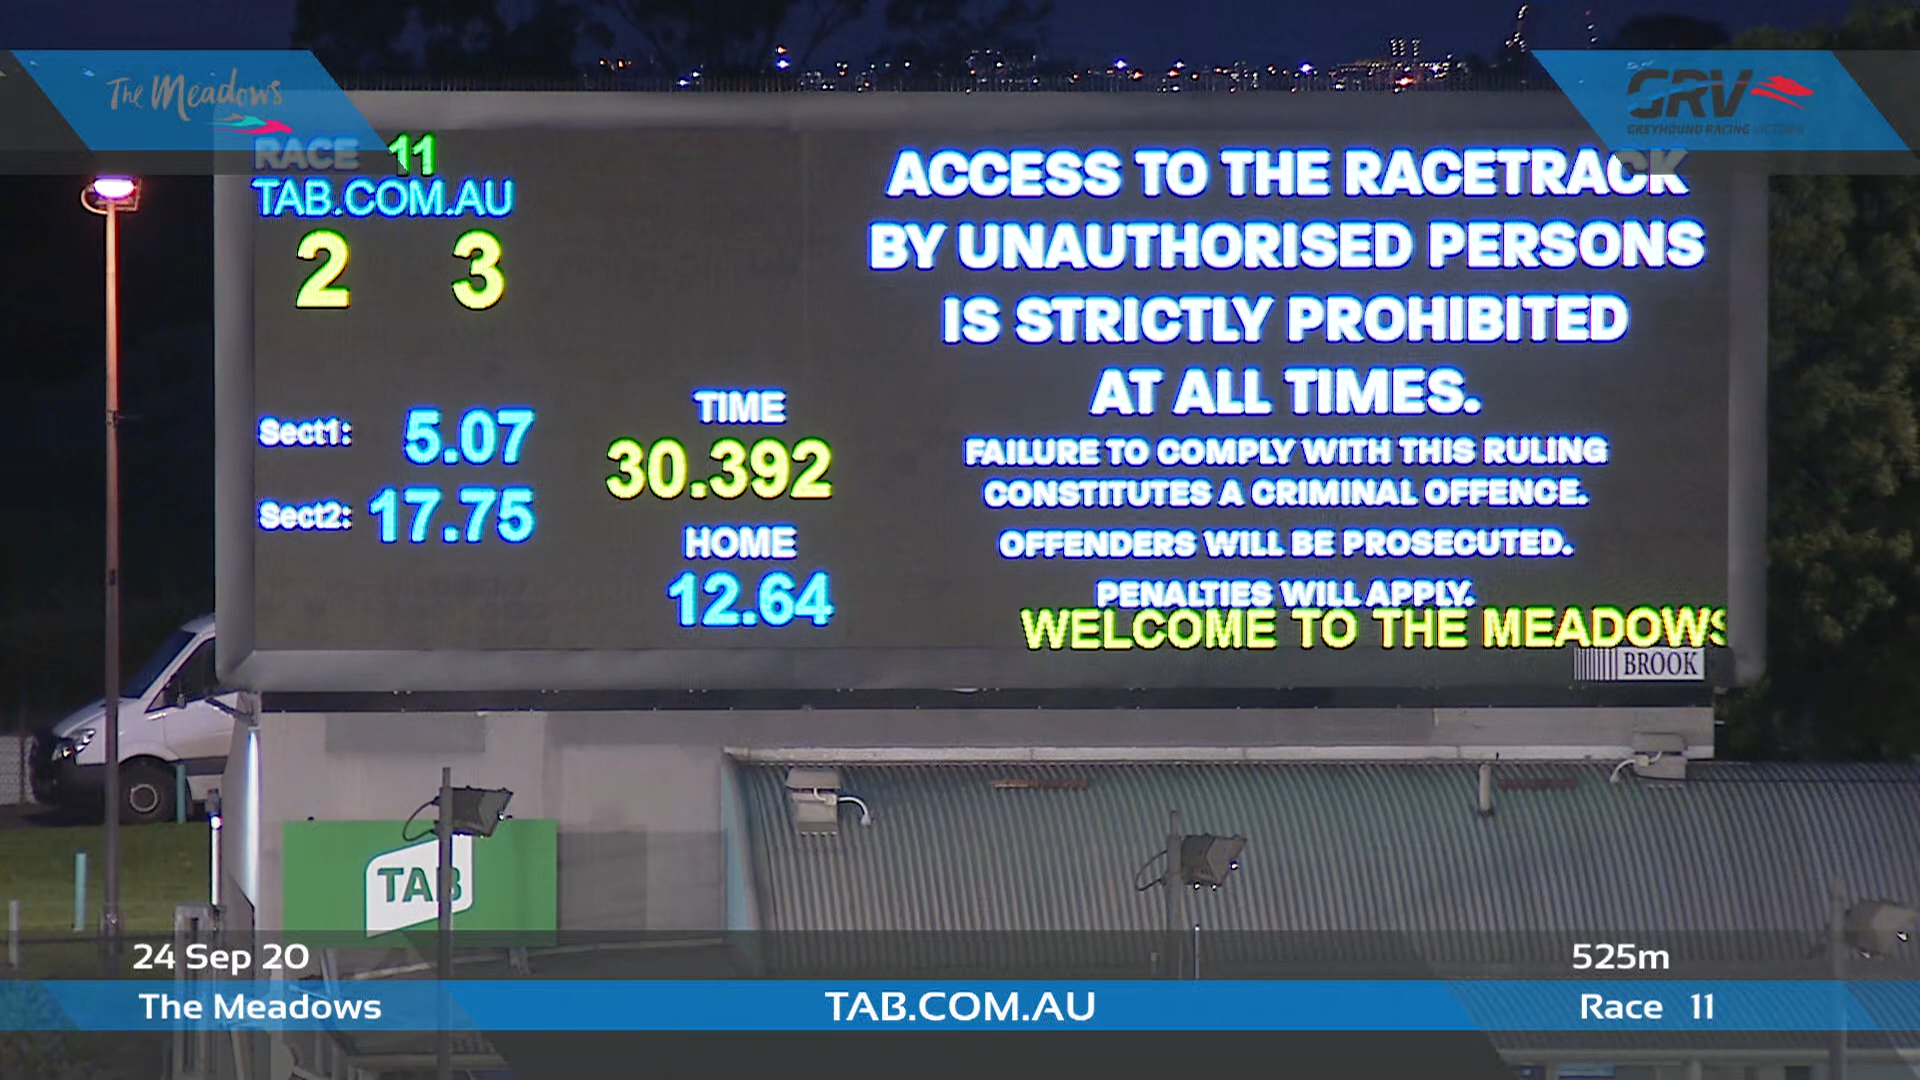 The Meadows
GRV
GREYHOUND RACING VICTORIA
RACE 11
TAB.COM.AU
2 3
Sect1: 5.07
Sect2: 17.75
TIME
30.392
HOME
12.64
ACCESS TO THE RACETRACK
BY UNAUTHORISED PERSONS
IS STRICTLY PROHIBITED
AT ALL TIMES.
FAILURE TO COMPLY WITH THIS RULING
CONSTITUTES A CRIMINAL OFFENCE.
OFFENDERS WILL BE PROSECUTED.
PENALTIES WILL APPLY.
WELCOME TO THE MEADOWS
BROOK
TAB
24 Sep 20
525m
The Meadows
TAB.COM.AU
Race 11